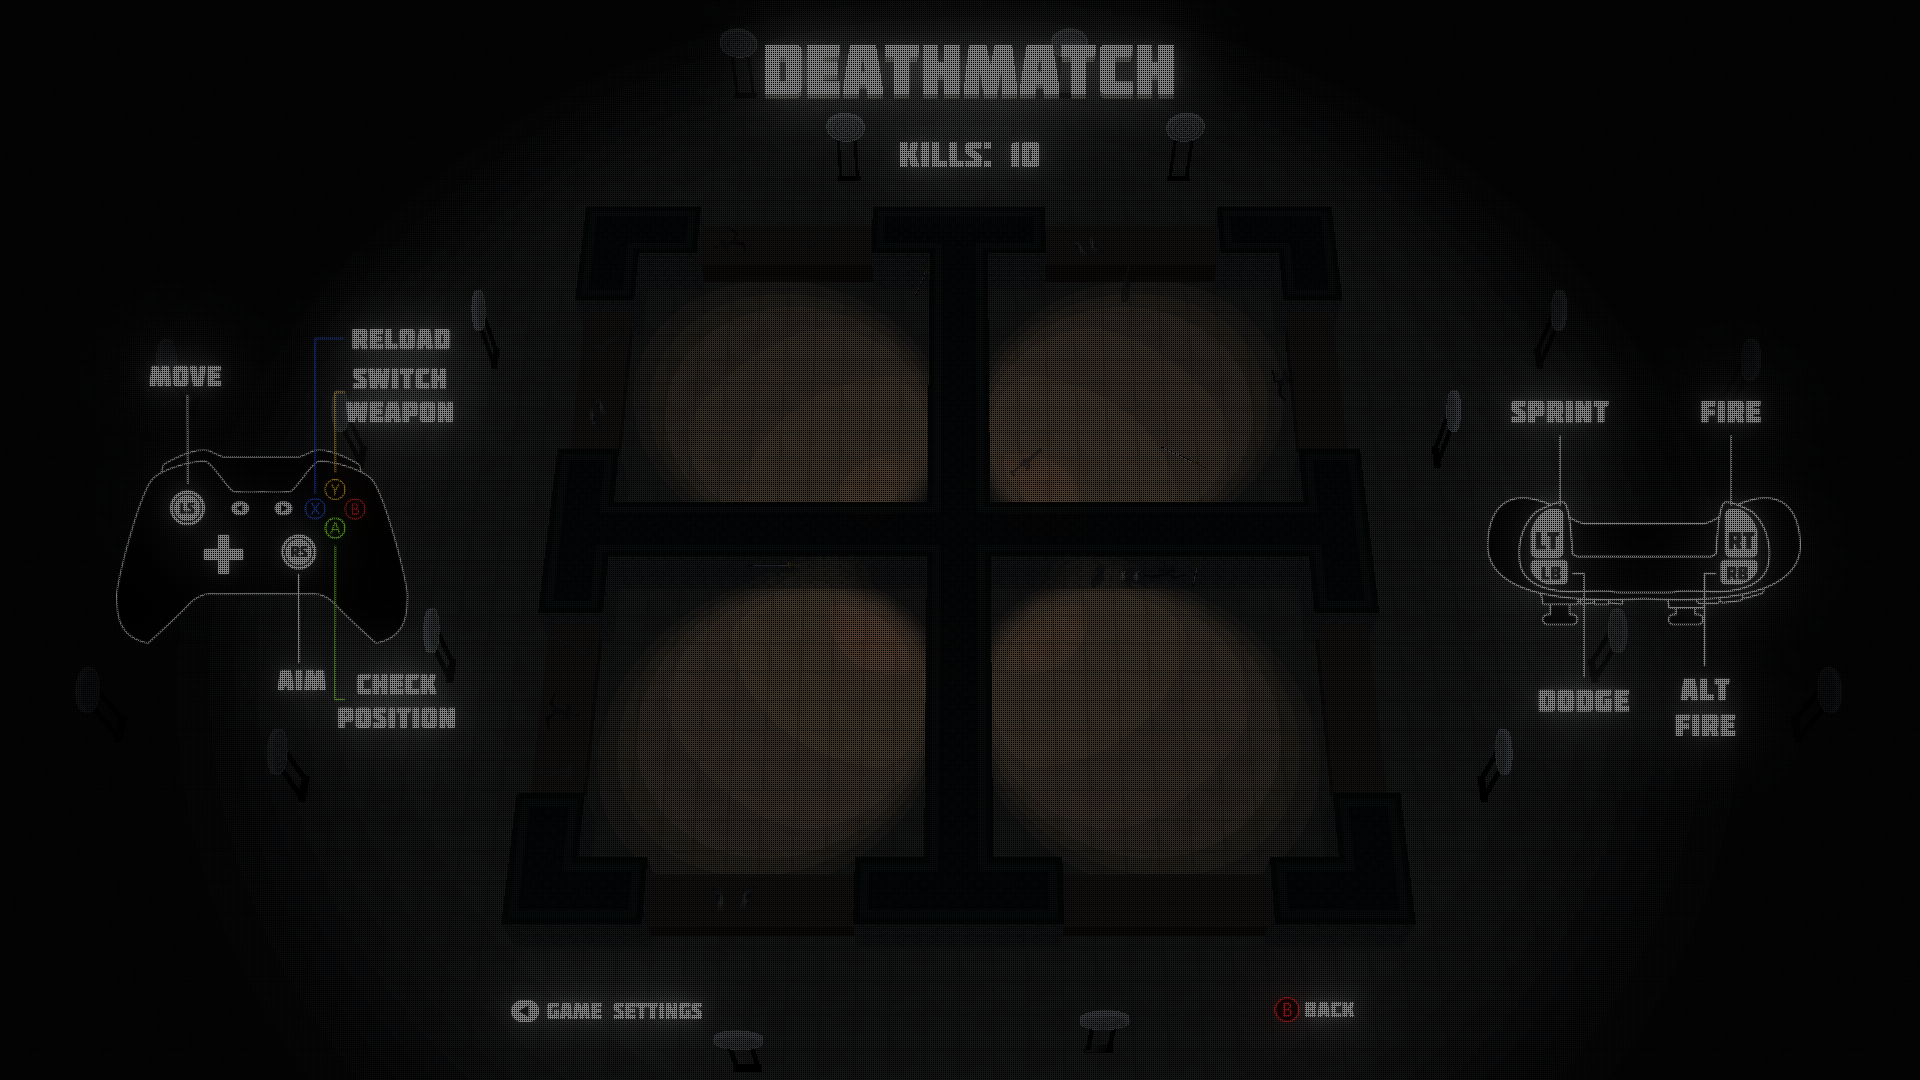 DEATHMATCH
KILLS: 10
RELOAD
MOVE
SWITCH
WEAPON
LS
Y
X
B
A
RS
AIM
CHECK
POSITION
SPRINT
FIRE
LT
RT
LB
RB
DODGE
ALT
FIRE
GAME SETTINGS
B BACK